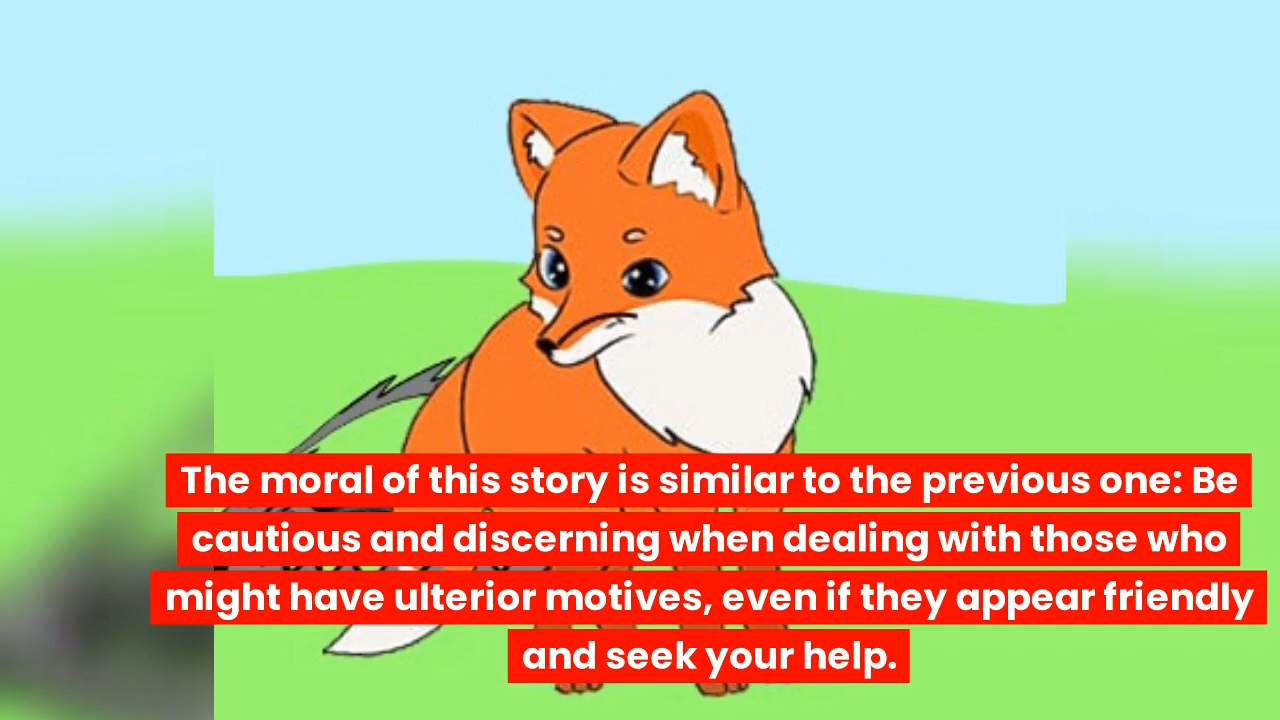 The moral of this story is similar to the previous one: Be
cautious and discerning when dealing with those who
might have ulterior motives, even if they appear friendly
and seek your help.